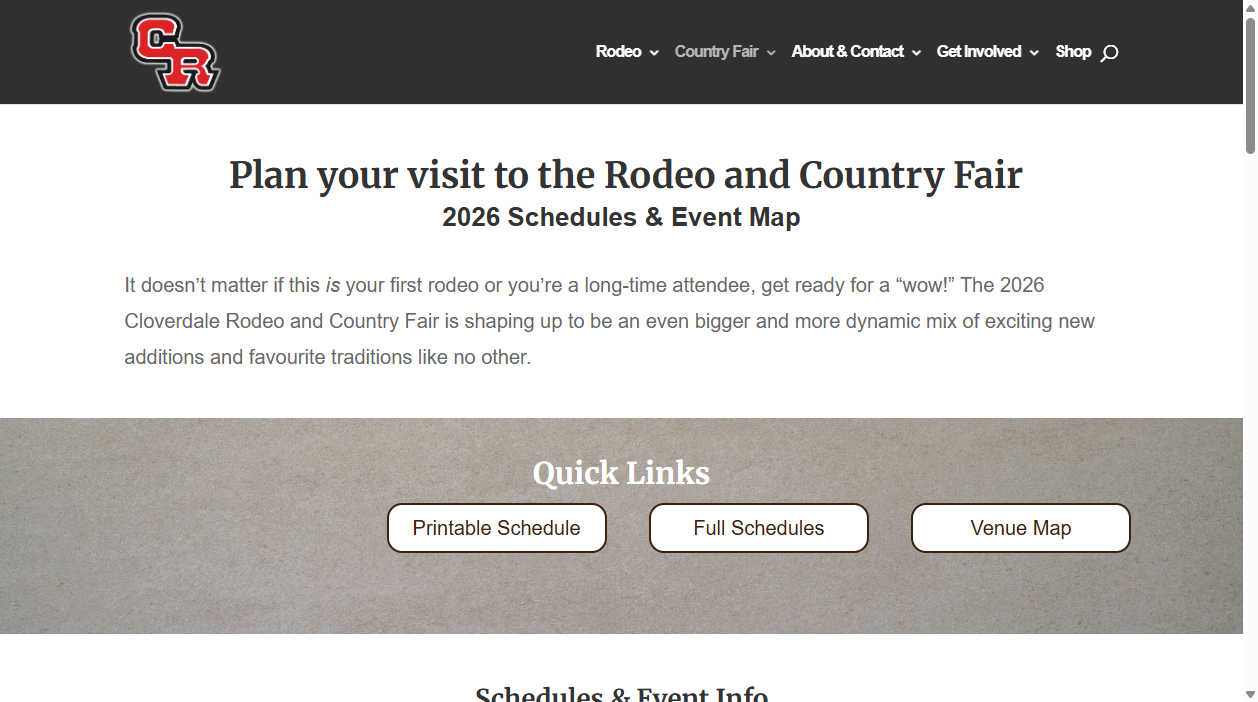 CR
Rodeo Country Fair About & Contact Get Involved Shop
Plan your visit to the Rodeo and Country Fair
2026 Schedules & Event Map
It doesn’t matter if this is your first rodeo or you’re a long-time attendee, get ready for a “wow!” The 2026
Cloverdale Rodeo and Country Fair is shaping up to be an even bigger and more dynamic mix of exciting new
additions and favourite traditions like no other.
Quick Links
Printable Schedule Full Schedules Venue Map
Schedules & Event Info